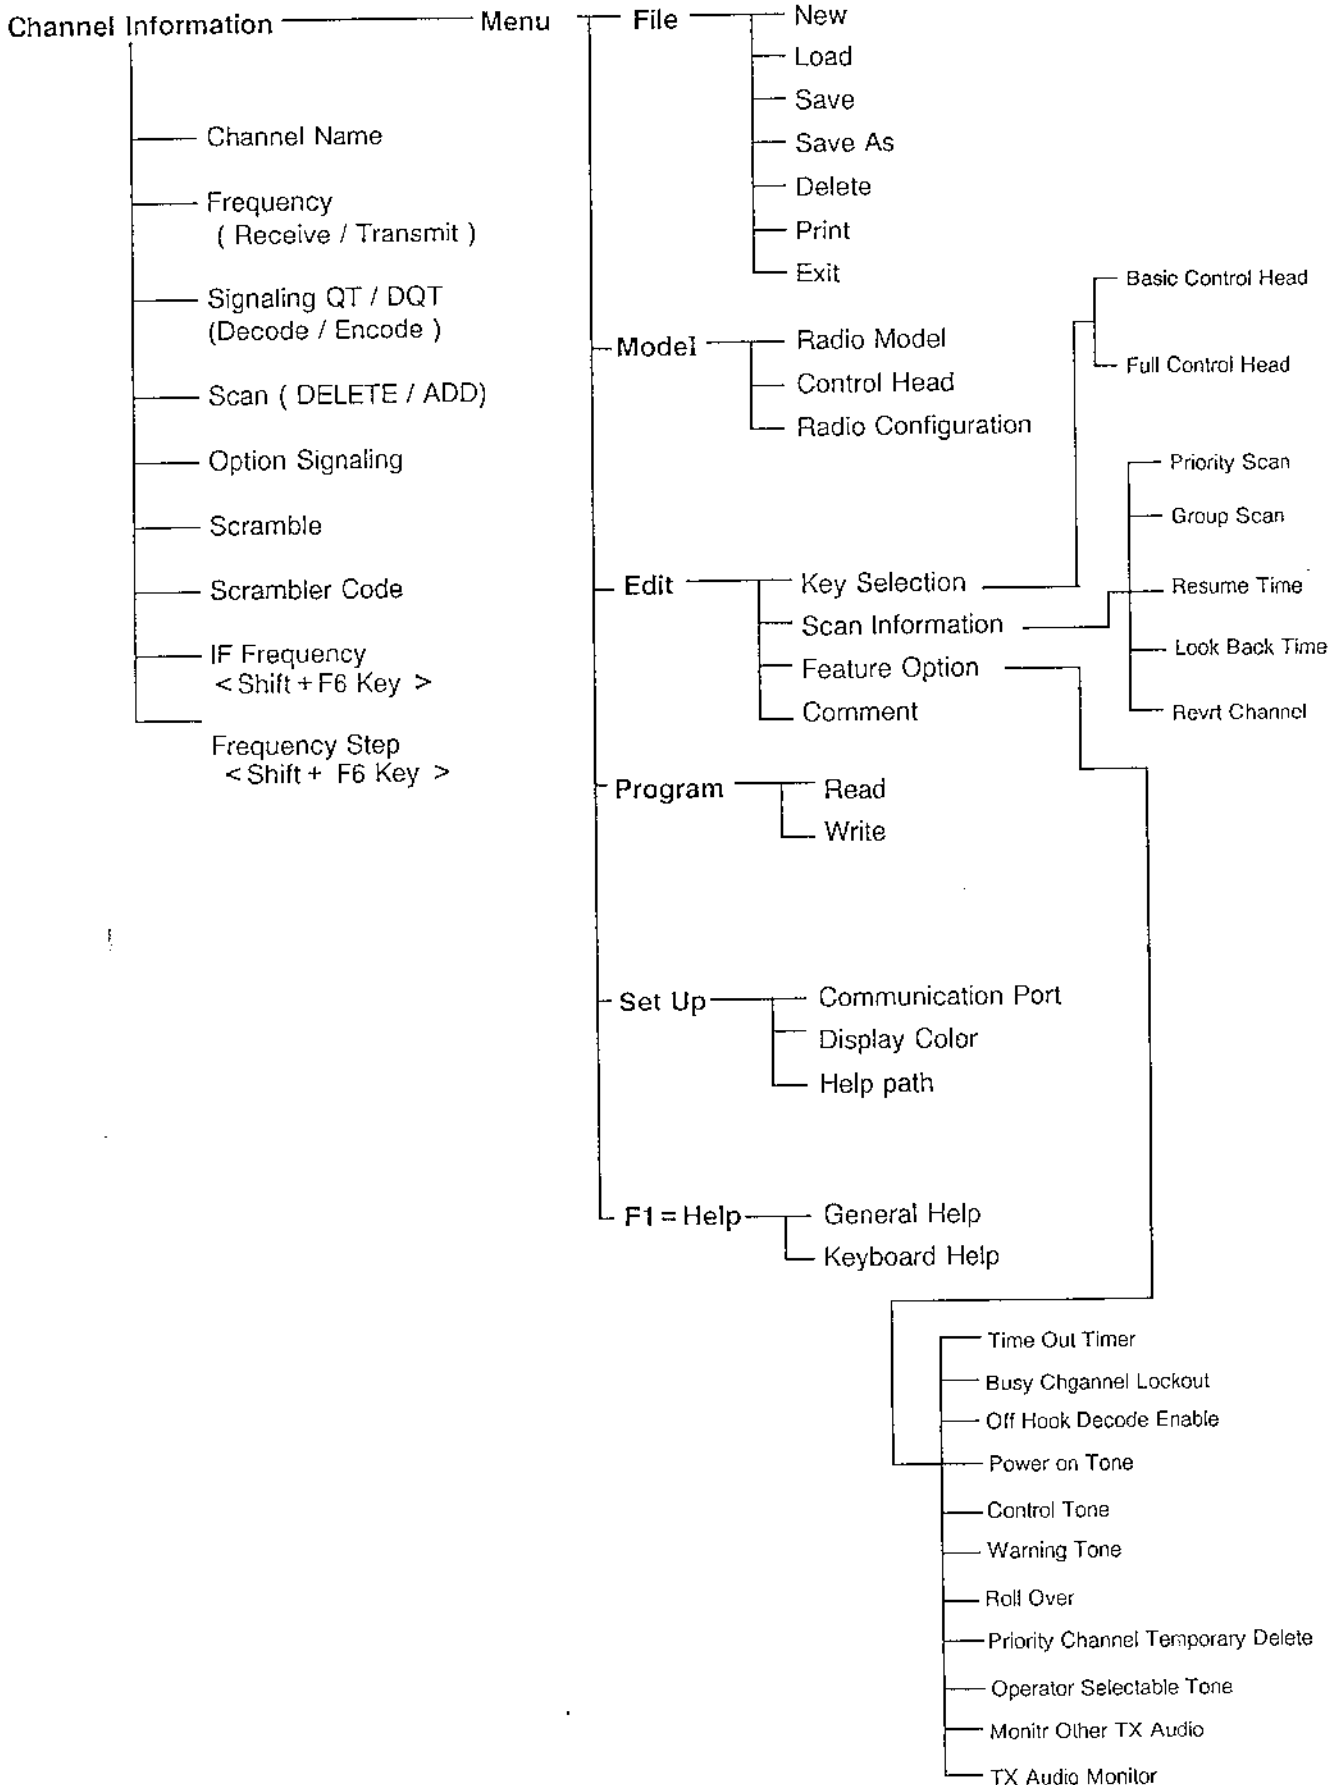 Channel Information
Menu
File
New
Load
Save
Save As
Delete
Print
Exit
Channel Name
Frequency
( Receive / Transmit )
Signaling QT / DQT
(Decode / Encode )
Scan ( DELETE / ADD)
Option Signaling
Scramble
Scrambler Code
IF Frequency
< Shift + F6 Key >
Frequency Step
< Shift + F6 Key >
Model
Radio Model
Control Head
Radio Configuration
Edit
Key Selection
Scan Information
Feature Option
Comment
Basic Control Head
Full Control Head
Priority Scan
Group Scan
Resume Time
Look Back Time
Revrt Channel
Program
Read
Write
Set Up
Communication Port
Display Color
Help path
F1 = Help
General Help
Keyboard Help
Time Out Timer
Busy Chgannel Lockout
Off Hook Decode Enable
Power on Tone
Control Tone
Warning Tone
Roll Over
Priority Channel Temporary Delete
Operator Selectable Tone
Monitr Other TX Audio
TX Audio Monitor